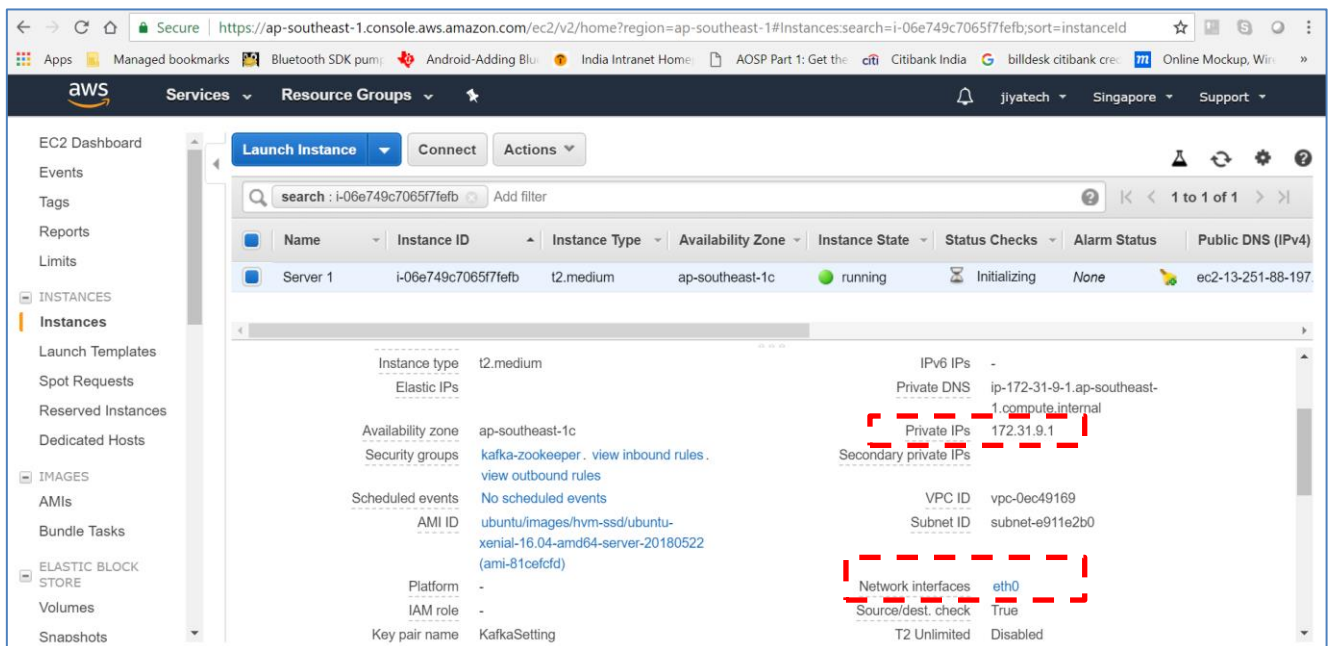 Secure | https://ap-southeast-1.console.aws.amazon.com/ec2/v2/home?region=ap-southeast-1#Instances:search=i-06e749c7065f7fefb;sort=instanceId
Apps Managed bookmarks Bluetooth SDK pump Android-Adding Blu India Intranet Home: AOSP Part 1: Get the citi Citibank India G billdesk citibank cred m Online Mockup, Wire »
aws Services Resource Groups jiyatech Singapore Support
EC2 Dashboard
Events
Tags
Reports
Limits
INSTANCES
Instances
Launch Templates
Spot Requests
Reserved Instances
Dedicated Hosts
IMAGES
AMIs
Bundle Tasks
ELASTIC BLOCK
STORE
Volumes
Snapshots
Launch Instance Connect Actions
search : i-06e749c7065f7fefb Add filter 1 to 1 of 1
Name Instance ID Instance Type Availability Zone Instance State Status Checks Alarm Status Public DNS (IPv4)
Server 1 i-06e749c7065f7fefb t2.medium ap-southeast-1c running Initializing None ec2-13-251-88-197.
Instance type t2.medium
Elastic IPs
Availability zone ap-southeast-1c
Security groups kafka-zookeeper. view inbound rules.
view outbound rules
Scheduled events No scheduled events
AMI ID ubuntu/images/hvm-ssd/ubuntu-
xenial-16.04-amd64-server-20180522
(ami-81cefcfd)
Platform -
IAM role -
Key pair name KafkaSetting
IPv6 IPs -
Private DNS ip-172-31-9-1.ap-southeast-
1.compute.internal
Private IPs 172.31.9.1
Secondary private IPs
VPC ID vpc-0ec49169
Subnet ID subnet-e911e2b0
Network interfaces eth0
Source/dest. check True
T2 Unlimited Disabled